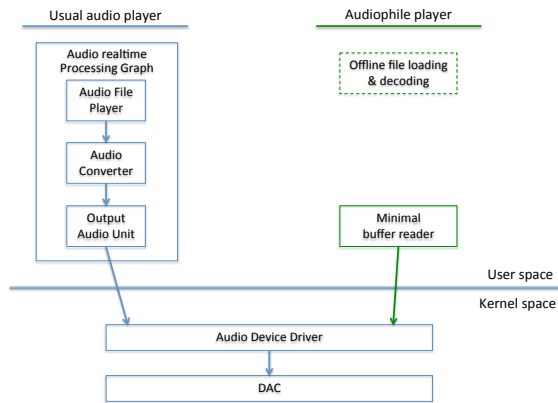 Usual audio player
Audiophile player
Audio realtime
Processing Graph
Audio File
Player
Audio
Converter
Output
Audio Unit
Offline file loading
& decoding
Minimal
buffer reader
User space
Kernel space
Audio Device Driver
DAC